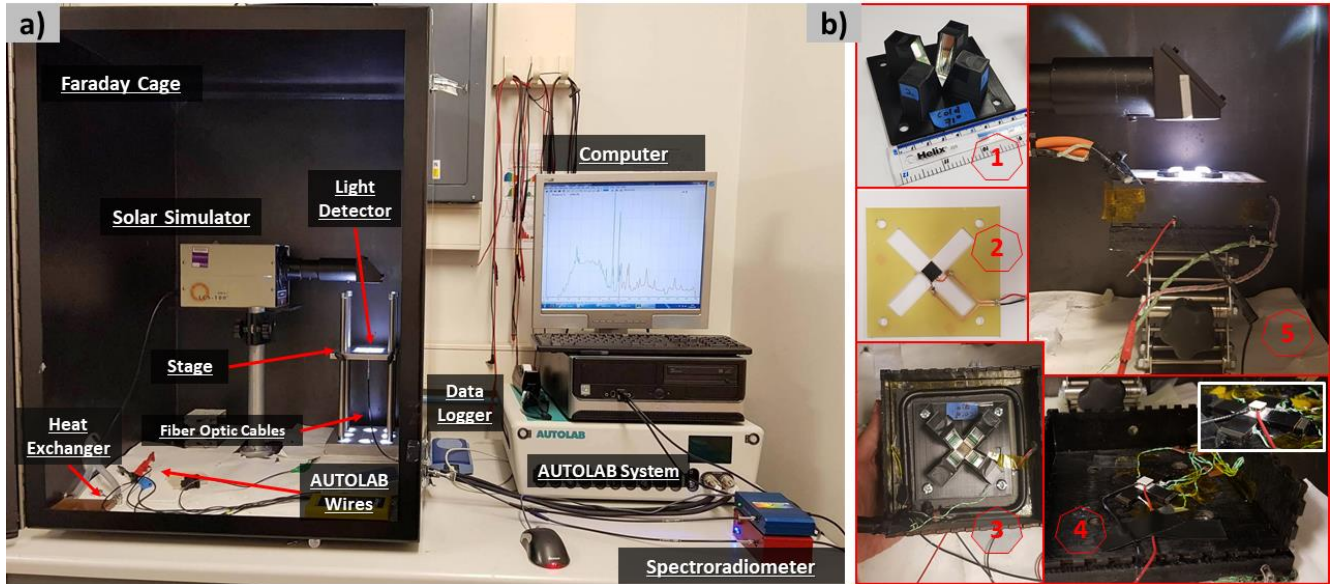 a)
Faraday Cage
Solar Simulator
Light
Detector
Computer
Stage
Heat
Exchanger
Fiber Optic Cables
Data
Logger
AUTOLAB
AUTOLAB System
AUTOLAB
Wires
Spectroradiometer
b)
cold
Helix
1
2
3
4
5